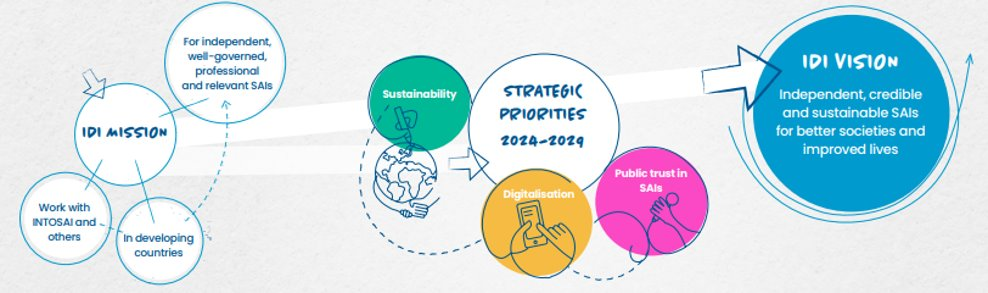 For independent,
well-governed,
professional
and relevant SAIs
IDI MISSION
Work with
INTOSAI and
others
In developing
countries
Sustainability
STRATEGIC
PRIORITIES
2024-2029
Digitalisation
Public trust in
SAIs
IDI VISION
Independent, credible
and sustainable SAIs
for better societies and
improved lives